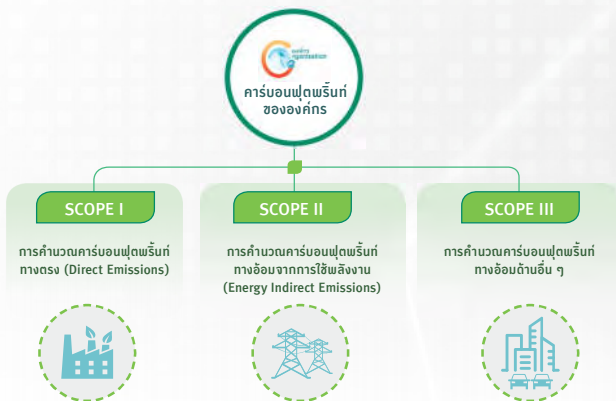 คาร์บอนฟุตพริ้นท์
ขององค์กร
SCOPE I
การคำนวณคาร์บอนฟุตพริ้นท์
ทางตรง (Direct Emissions)
SCOPE II
การคำนวณคาร์บอนฟุตพริ้นท์
ทางอ้อมจากการใช้พลังงาน
(Energy Indirect Emissions)
SCOPE III
การคำนวณคาร์บอนฟุตพริ้นท์
ทางอ้อมด้านอื่น ๆ